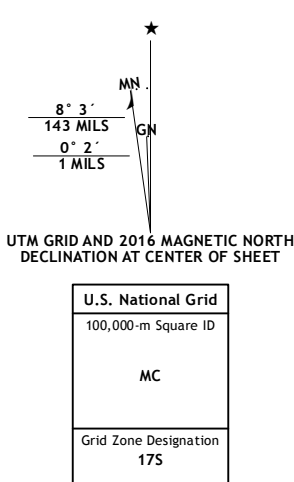 MN
8° 3´
143 MILS
GN
0° 2´
1 MILS
UTM GRID AND 2016 MAGNETIC NORTH
DECLINATION AT CENTER OF SHEET
U.S. National Grid
100,000-m Square ID
MC
Grid Zone Designation
17S